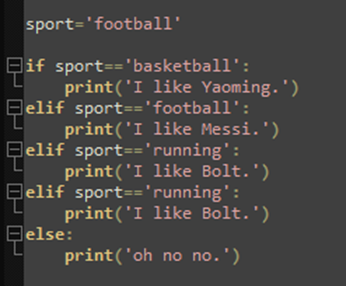 sport='football'
if sport=='basketball':
print('I like Yaoming.')
elif sport=='football':
print('I like Messi.')
elif sport=='running':
print('I like Bolt.')
elif sport=='running':
print('I like Bolt.')
else:
print('oh no no.')